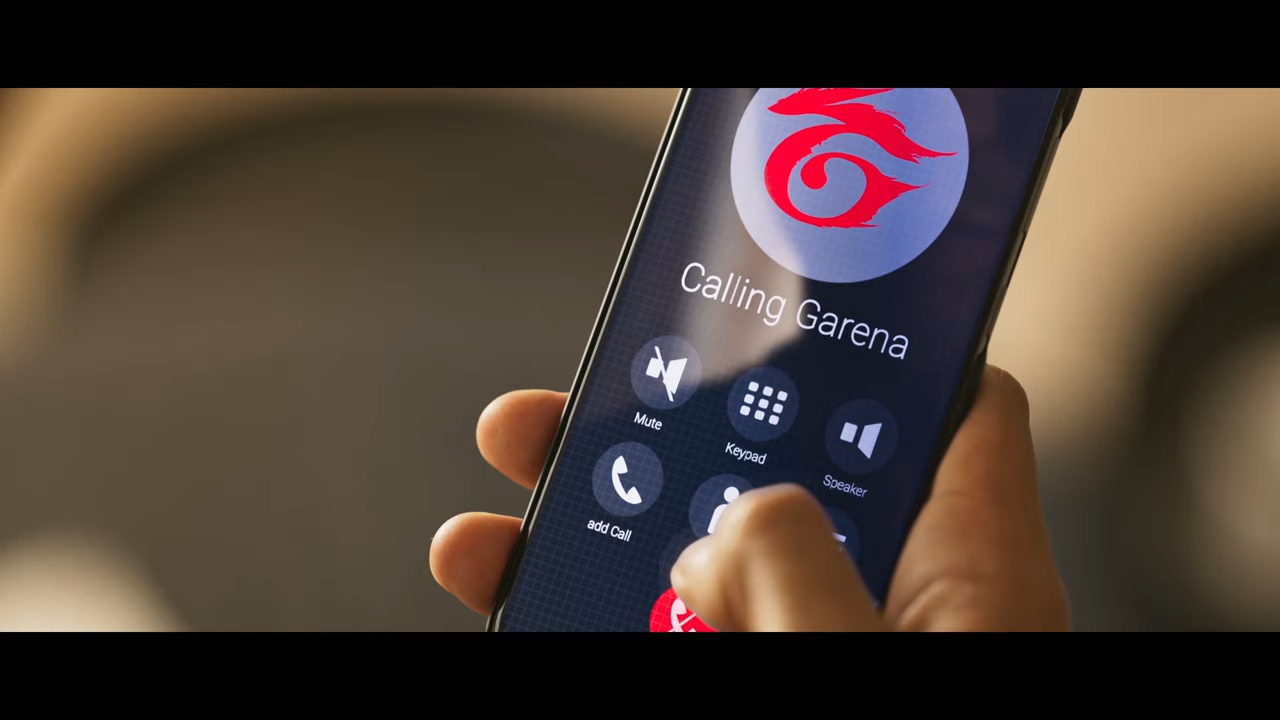 Calling Garena
Mute
Keypad
Speaker
add Call